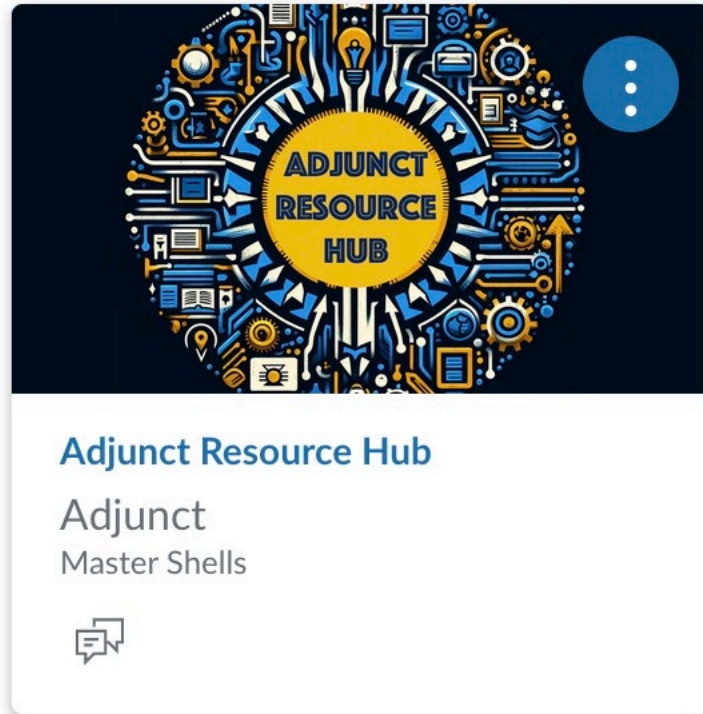 ADJUNCT
RESOURCE
HUB
Adjunct Resource Hub
Adjunct
Master Shells